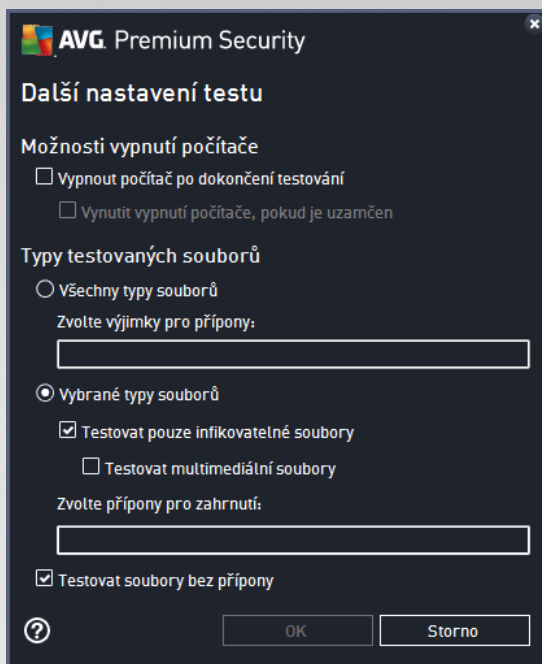 AVG. Premium Security
Další nastavení testu
Možnosti vypnutí počítače
Vypnout počítač po dokončení testování
Vynutit vypnutí počítače, pokud je uzamčen
Typy testovaných souborů
Všechny typy souborů
Zvolte výjimky pro přípony:
Vybrané typy souborů
Testovat pouze infikovatelné soubory
Testovat multimediální soubory
Zvolte přípony pro zahrnutí:
Testovat soubory bez přípony
OK
Storno